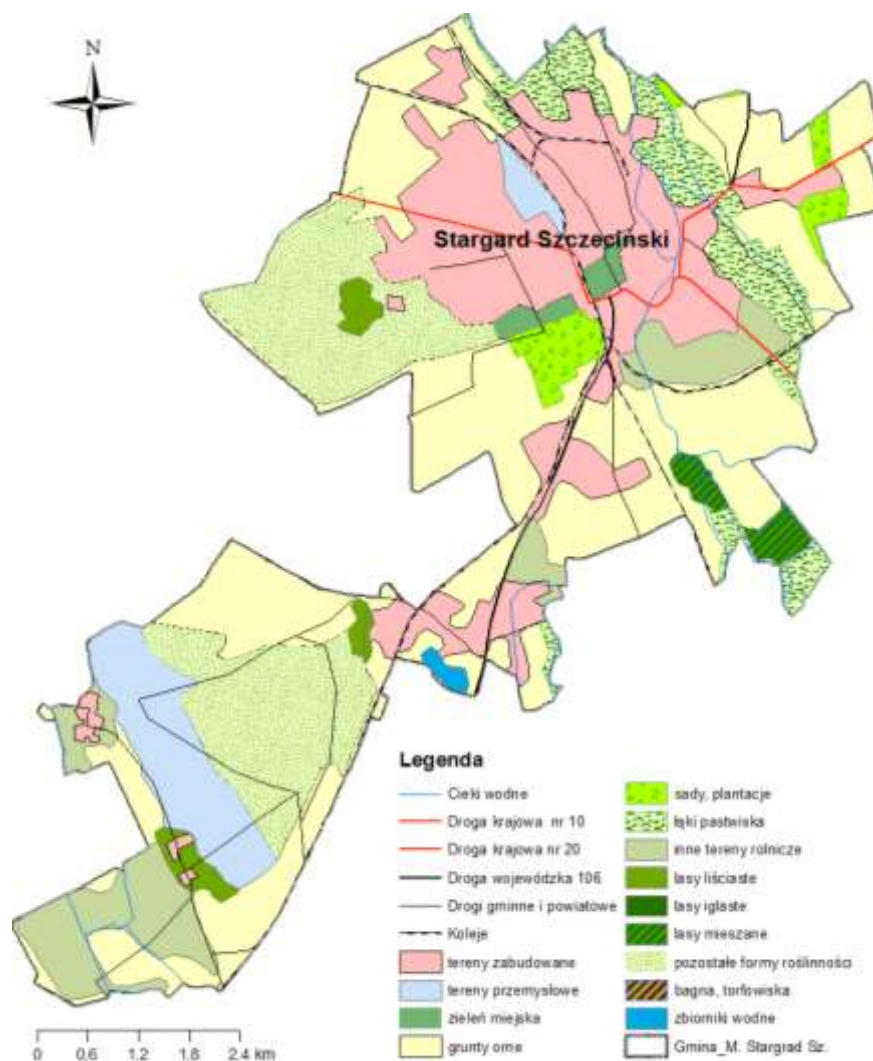 N
Stargard Szczeciński
Legenda
Cieki wodne
Droga krajowa nr 10
Droga krajowa nr 20
Droga wojewódzka 106
Drogi gminne i powiatowe
Koleje
tereny zabudowane
tereny przemysłowe
zieleń miejska
grunty orne
sady, plantacje
łąki pastwiska
inne tereny rolnicze
lasy liściaste
lasy iglaste
lasy mieszane
pozostałe formy roślinności
bagna, torfowiska
zbiorniki wodne
Gmina_M. Stargrad Sz.
0 0.6 1.2 1.8 2.4 km